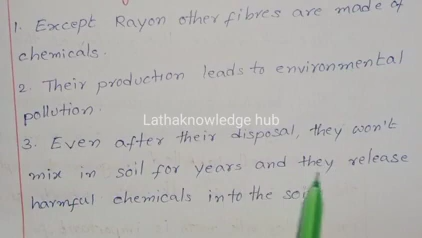 1. Except Rayon other fibres are made of
chemicals.
2. Their production leads to environmental
pollution.
Lathaknowledge hub
3. Even after their disposal, they won't
mix in soil for years and they release
harmful chemicals into the soi